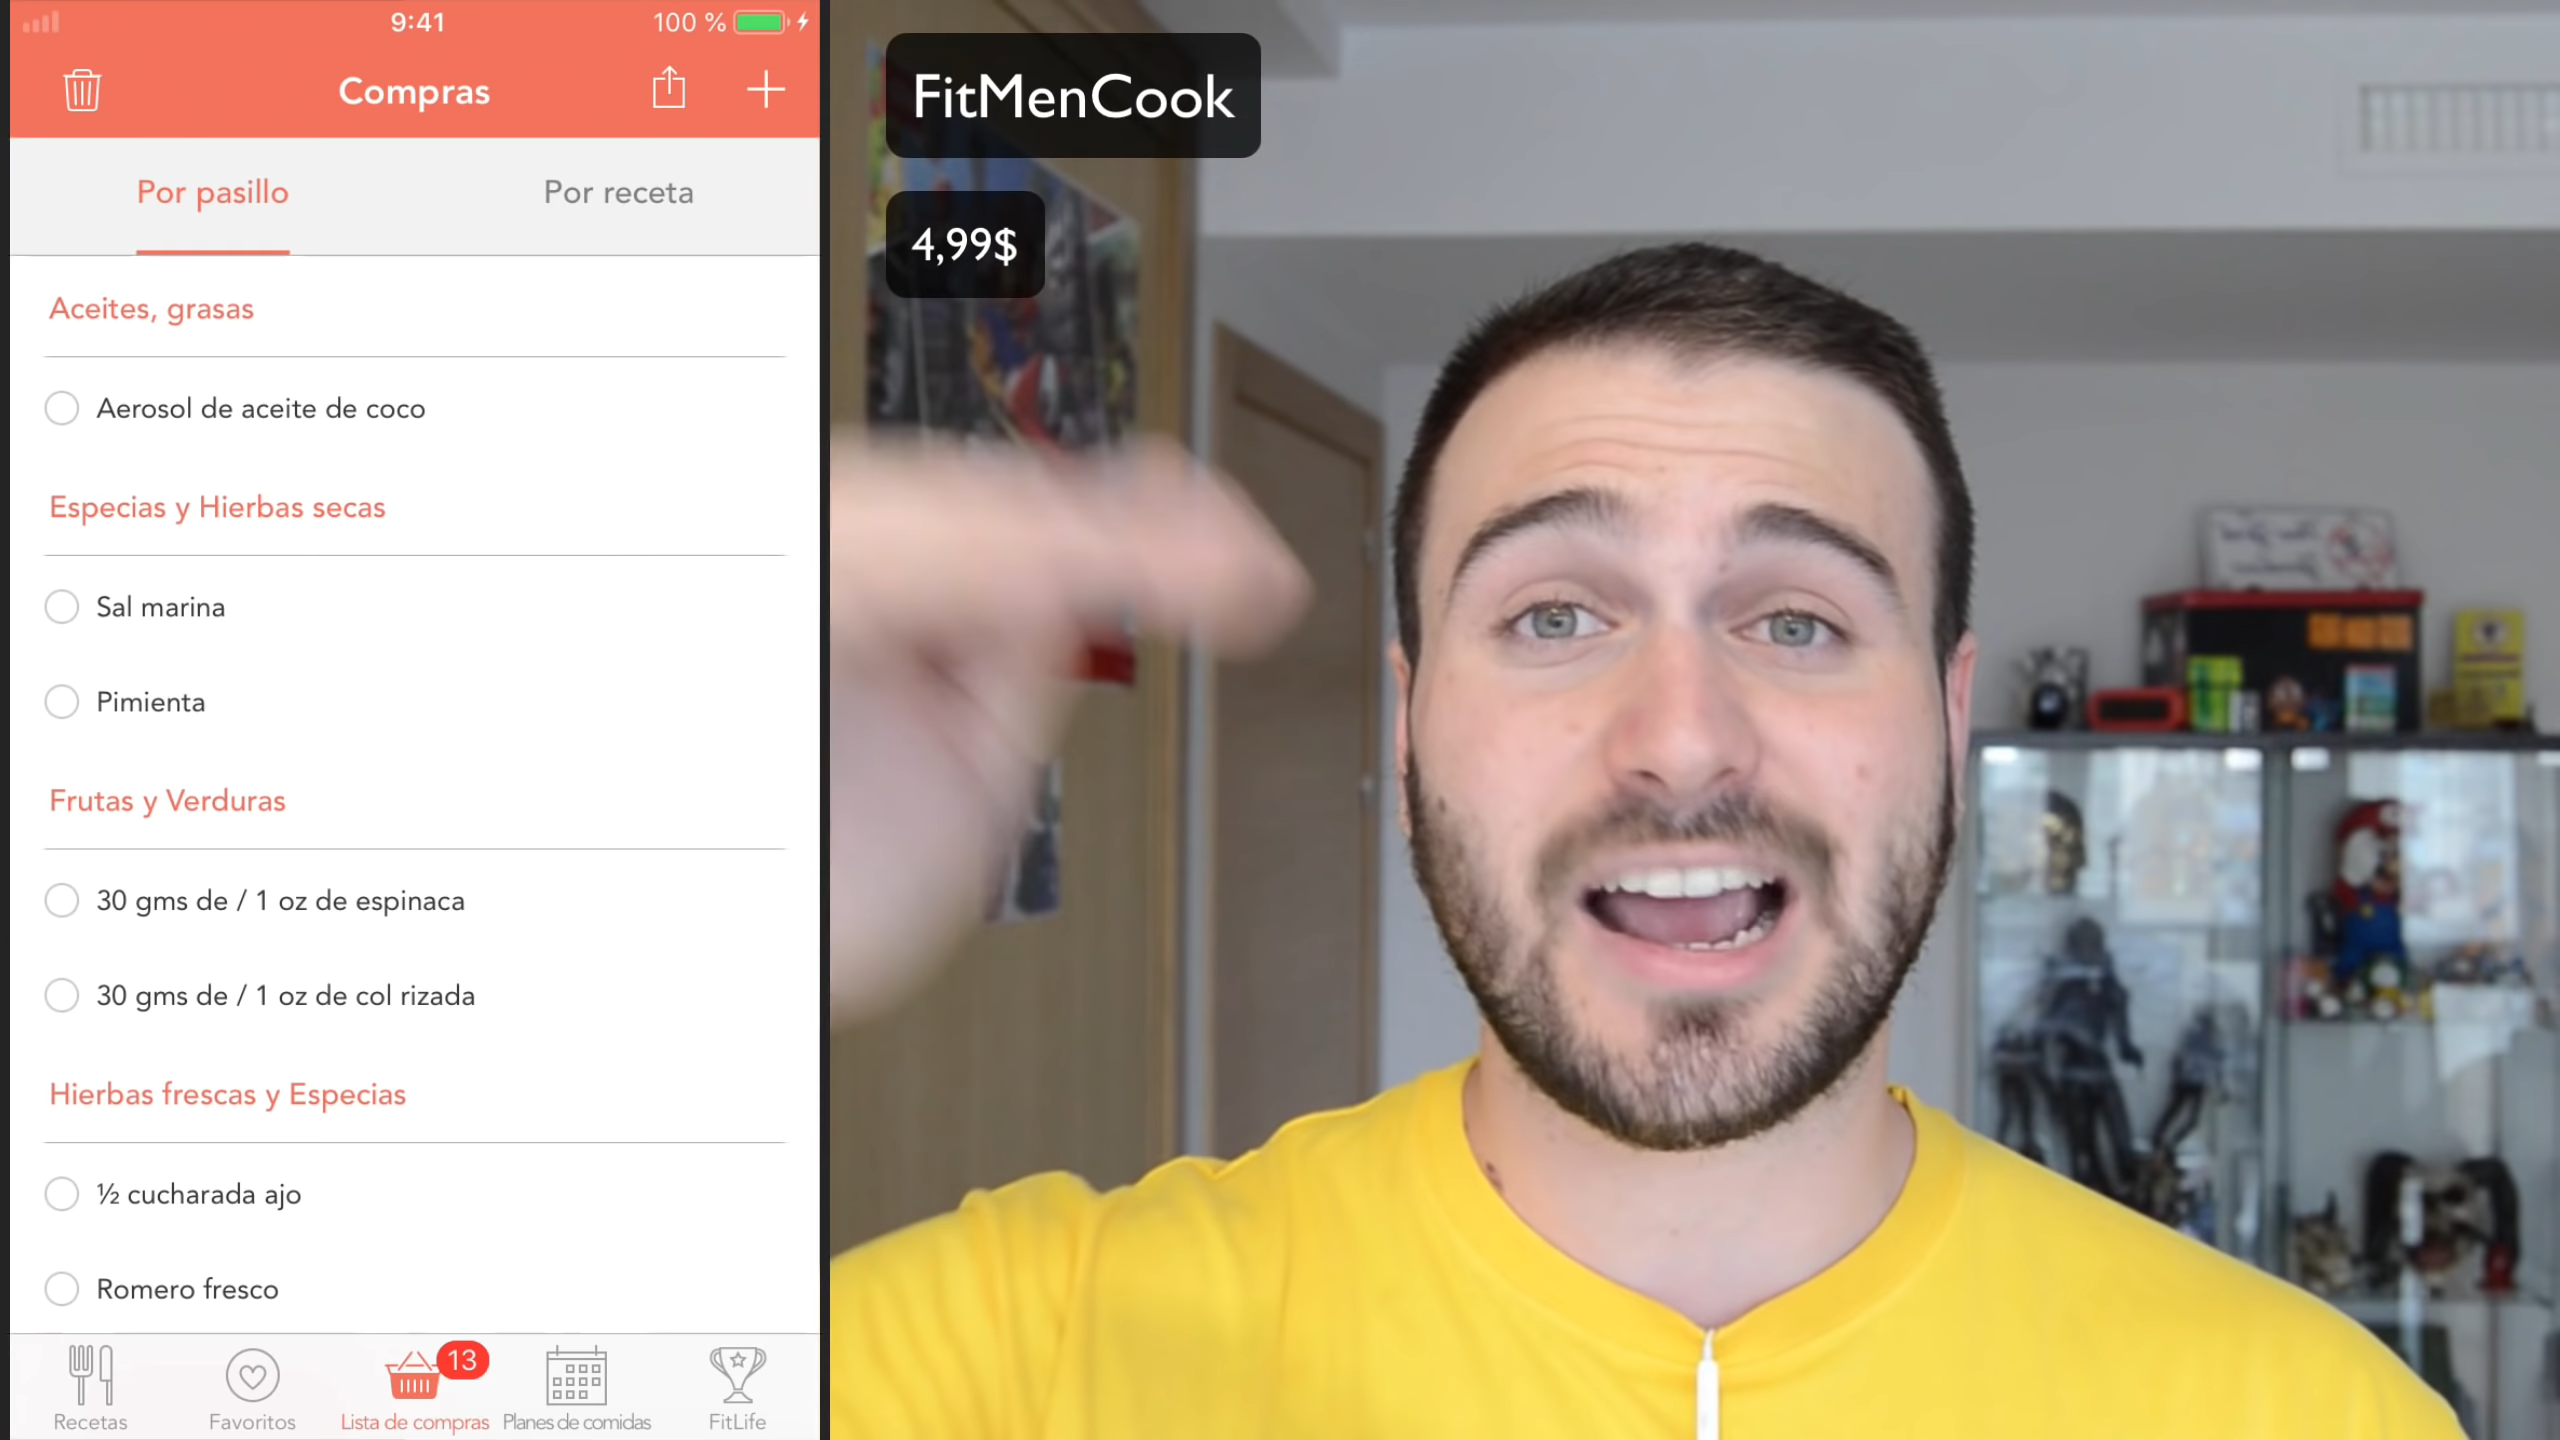 9:41
100 %
Compras
Por pasillo
Por receta
Aceites, grasas
Aerosol de aceite de coco
Especias y Hierbas secas
Sal marina
Pimienta
Frutas y Verduras
30 gms de / 1 oz de espinaca
30 gms de / 1 oz de col rizada
Hierbas frescas y Especias
½ cucharada ajo
Romero fresco
13
Recetas
Favoritos
Lista de compras
Planes de comidas
FitLife
FitMenCook
4,99$